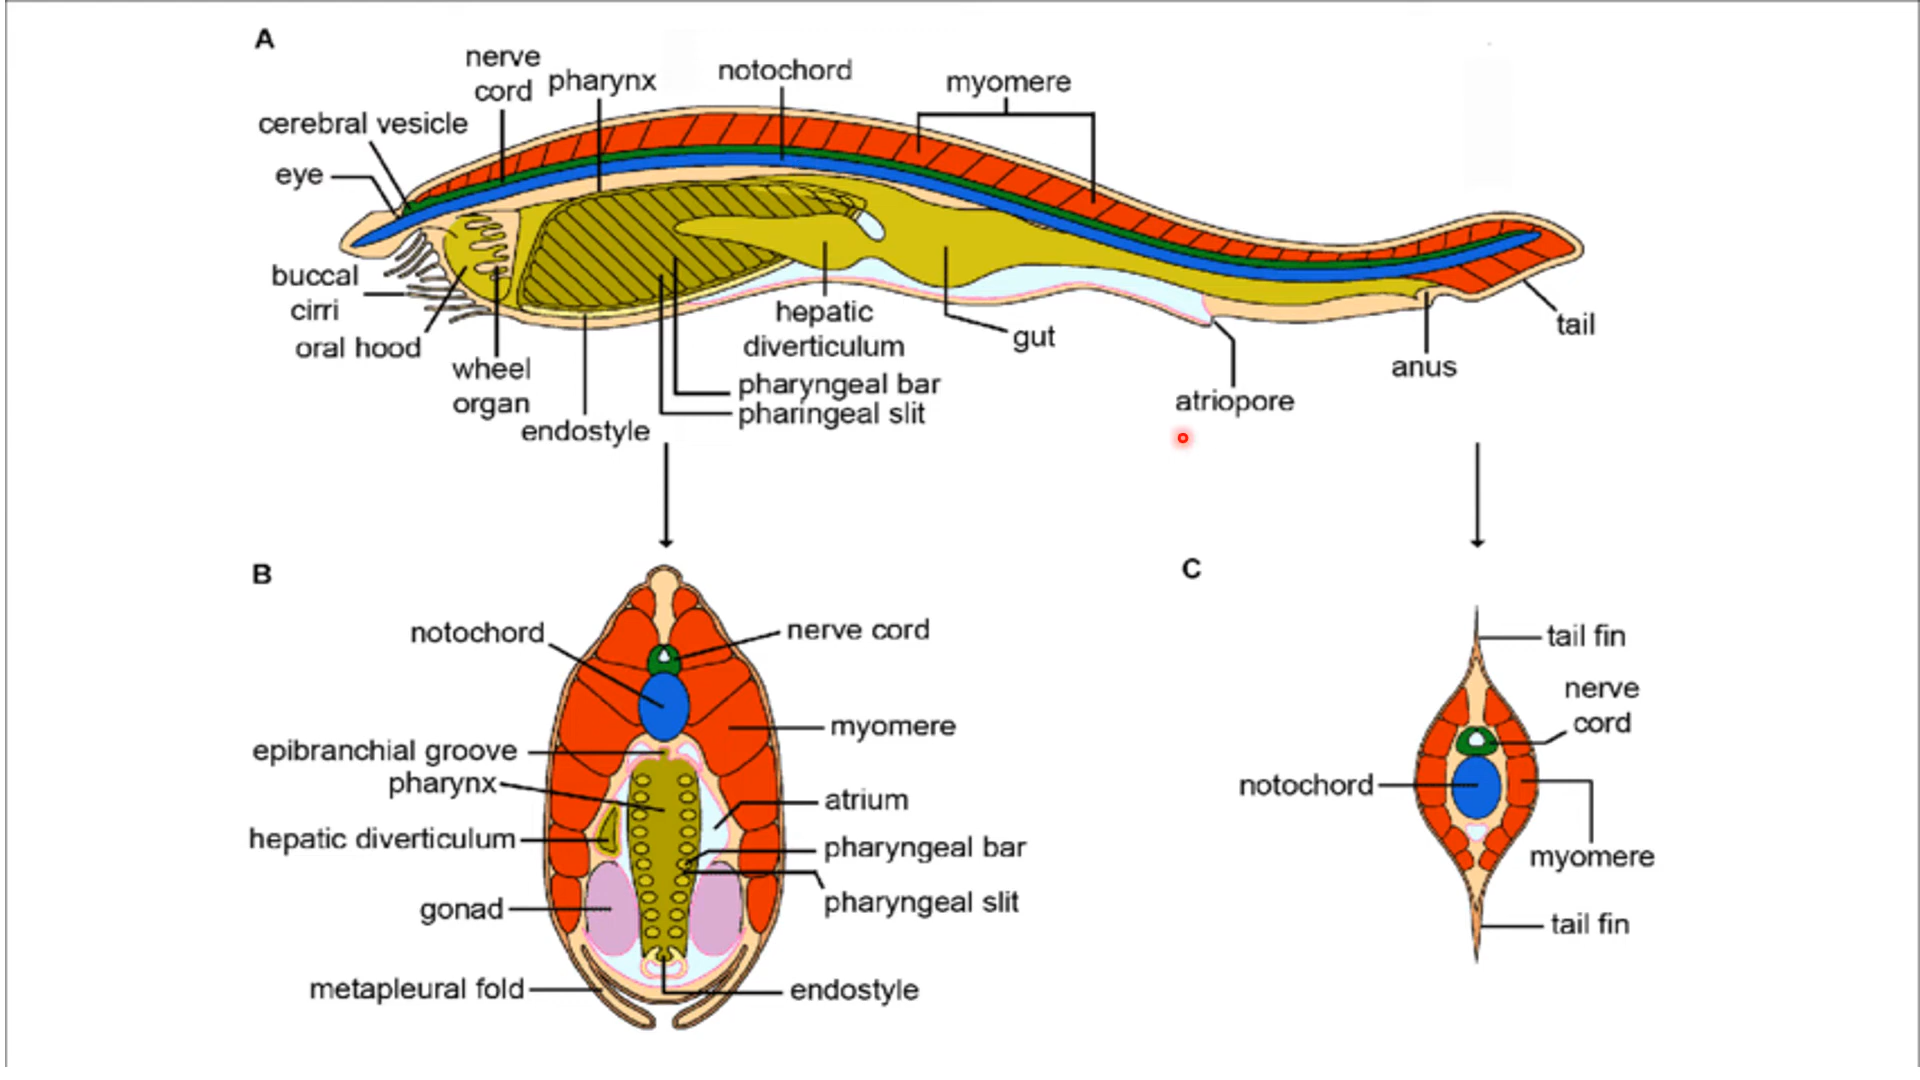 A
nerve
cord
pharynx
notochord
myomere
cerebral vesicle
eye
buccal
cirri
oral hood
wheel
organ
endostyle
hepatic
diverticulum
pharyngeal bar
pharingeal slit
gut
atriopore
anus
tail
B
notochord
nerve cord
myomere
epibranchial groove
pharynx
atrium
hepatic diverticulum
pharyngeal bar
pharyngeal slit
gonad
metapleural fold
endostyle
C
tail fin
nerve
cord
notochord
myomere
tail fin